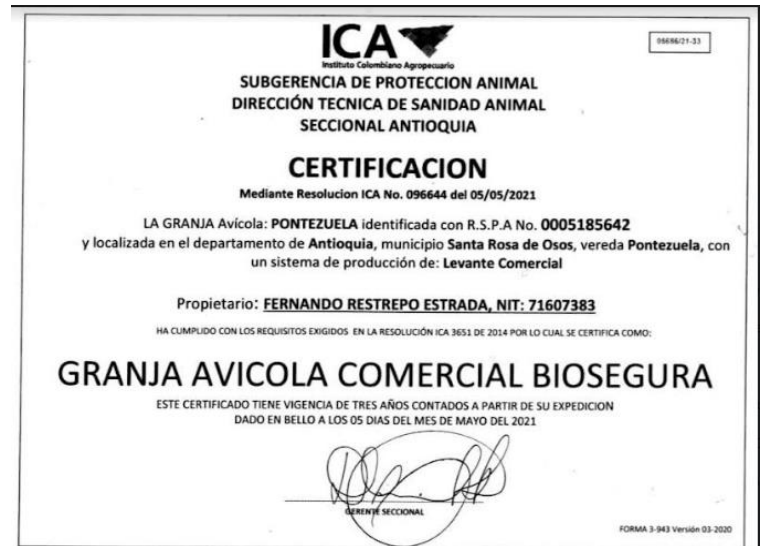 ICA
Instituto Colombiano Agropecuario
05686/21-33
SUBGERENCIA DE PROTECCION ANIMAL
DIRECCIÓN TECNICA DE SANIDAD ANIMAL
SECCIONAL ANTIOQUIA
CERTIFICACION
Mediante Resolucion ICA No. 096644 del 05/05/2021
LA GRANJA Avícola: PONTEZUELA identificada con R.S.P.A No. 0005185642
y localizada en el departamento de Antioquia, municipio Santa Rosa de Osos, vereda Pontezuela, con
un sistema de producción de: Levante Comercial
Propietario: FERNANDO RESTREPO ESTRADA, NIT: 71607383
HA CUMPLIDO CON LOS REQUISITOS EXIGIDOS EN LA RESOLUCIÓN ICA 3651 DE 2014 POR LO CUAL SE CERTIFICA COMO:
GRANJA AVICOLA COMERCIAL BIOSEGURA
ESTE CERTIFICADO TIENE VIGENCIA DE TRES AÑOS CONTADOS A PARTIR DE SU EXPEDICION
DADO EN BELLO A LOS 05 DIAS DEL MES DE MAYO DEL 2021
GERENTE SECCIONAL
FORMA 3-943 Versión 03-2020